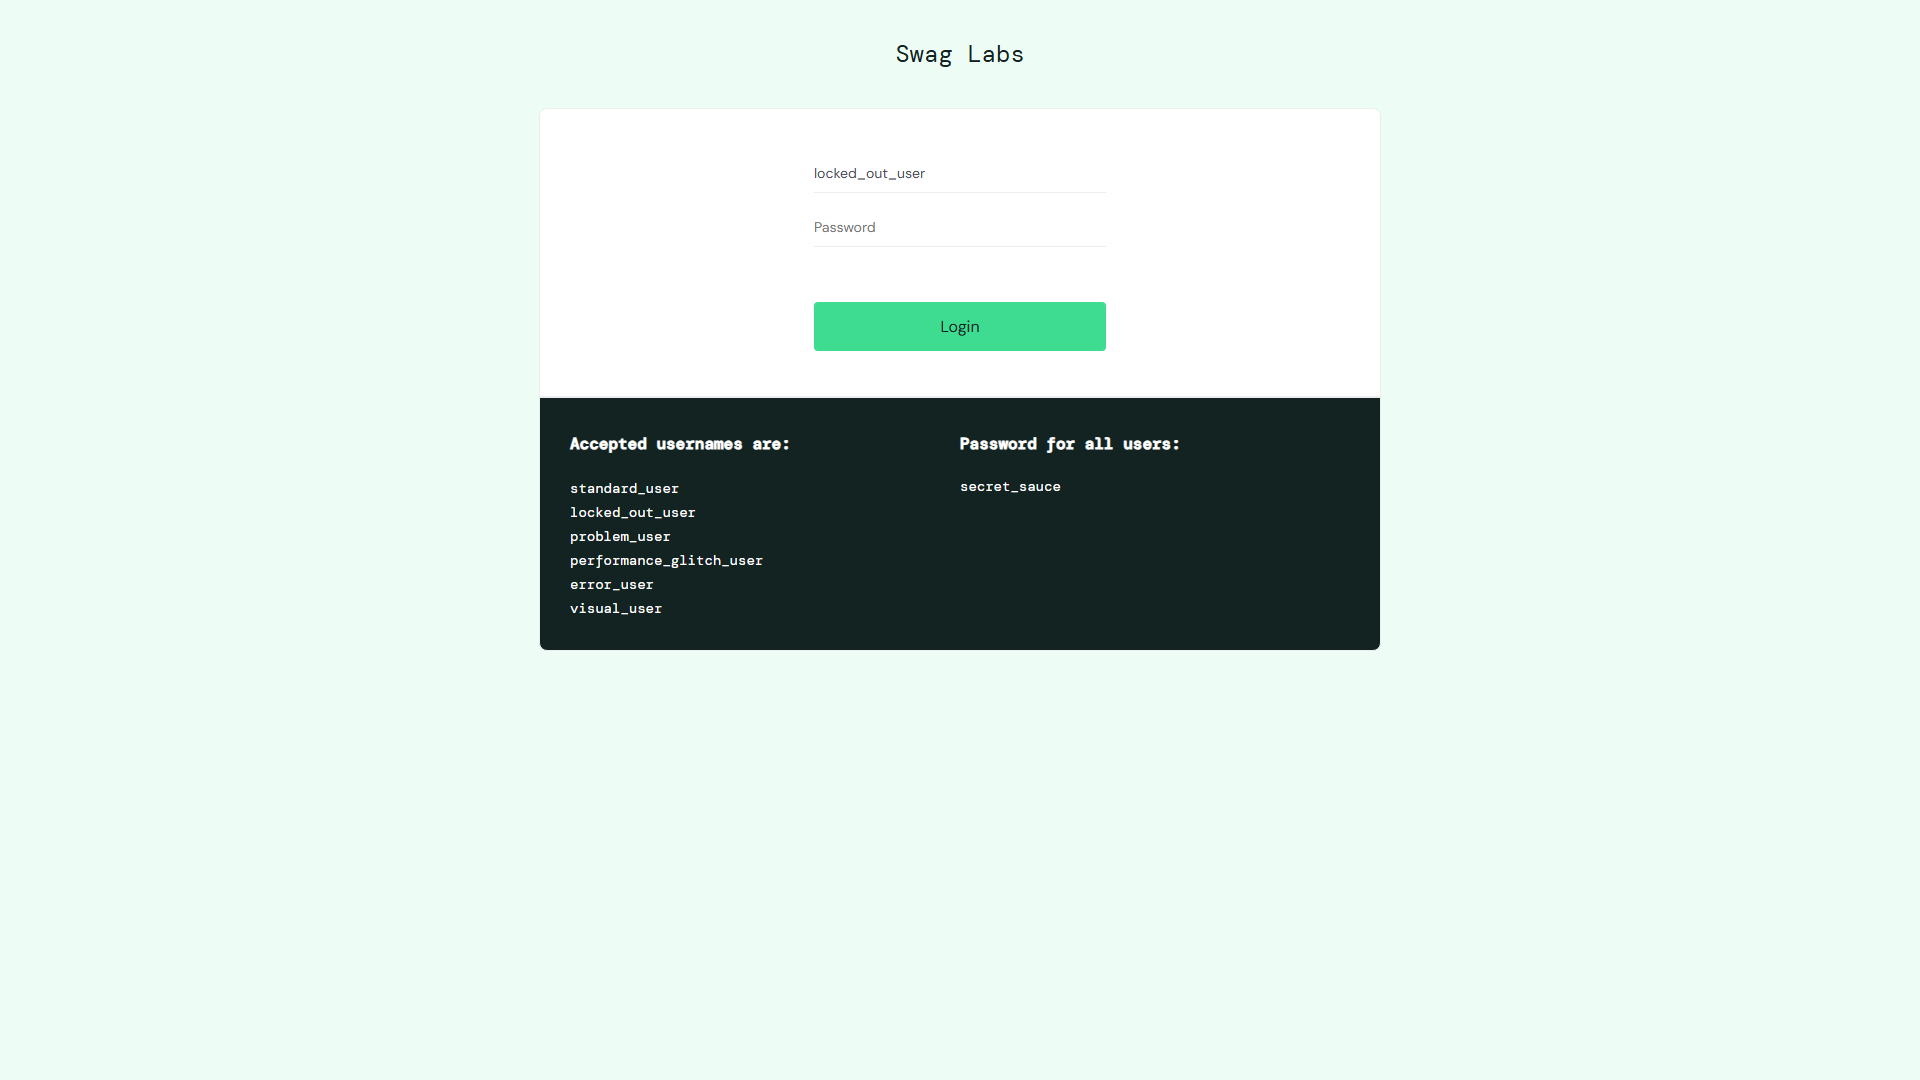 Swag Labs
locked_out_user
Password
Login
Accepted usernames are:
standard_user
locked_out_user
problem_user
performance_glitch_user
error_user
visual_user
Password for all users:
secret_sauce